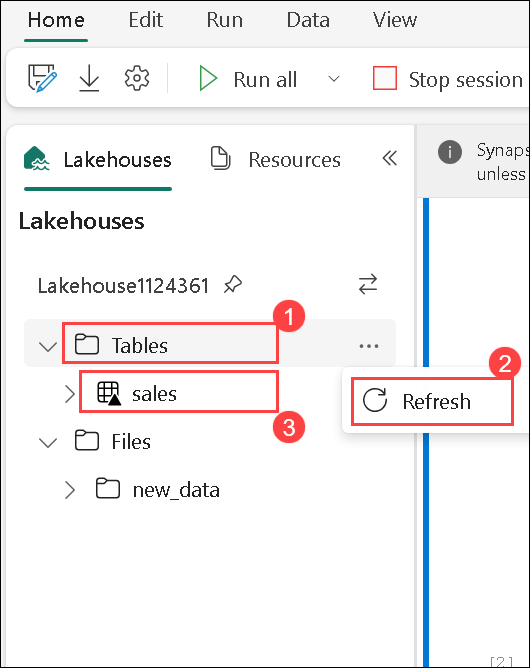 Home Edit Run Data View
Run all Stop session
Lakehouses Resources
Synaps
unless
Lakehouses
Lakehouse1124361
1
Tables ...
2
sales
Refresh
3
Files
new_data
[2]